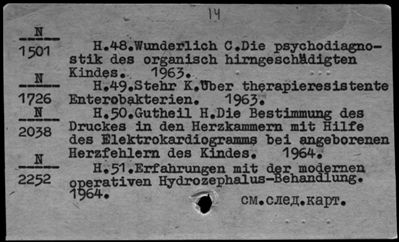 14
N
1501
H.48.Wunderlich C.Die psychodiagno-
stik des organisch hirngeschädigten
Kindes. 1963.
N
1726
H.49.Stehr K.Über therapieresistente
Enterobakterien. 1963.
N
2038
H.50.Gutheil H.Die Bestimmung des
Druckes in den Herzkammern mit Hilfe
des Elektrokardiogramms bei angeborenen
Herzfehlern des Kindes. 1964.
N
2252
H.51.Erfahrungen mit der modernen
operativen Hydrozephalus-Behandlung.
1964.
см.след.карт.